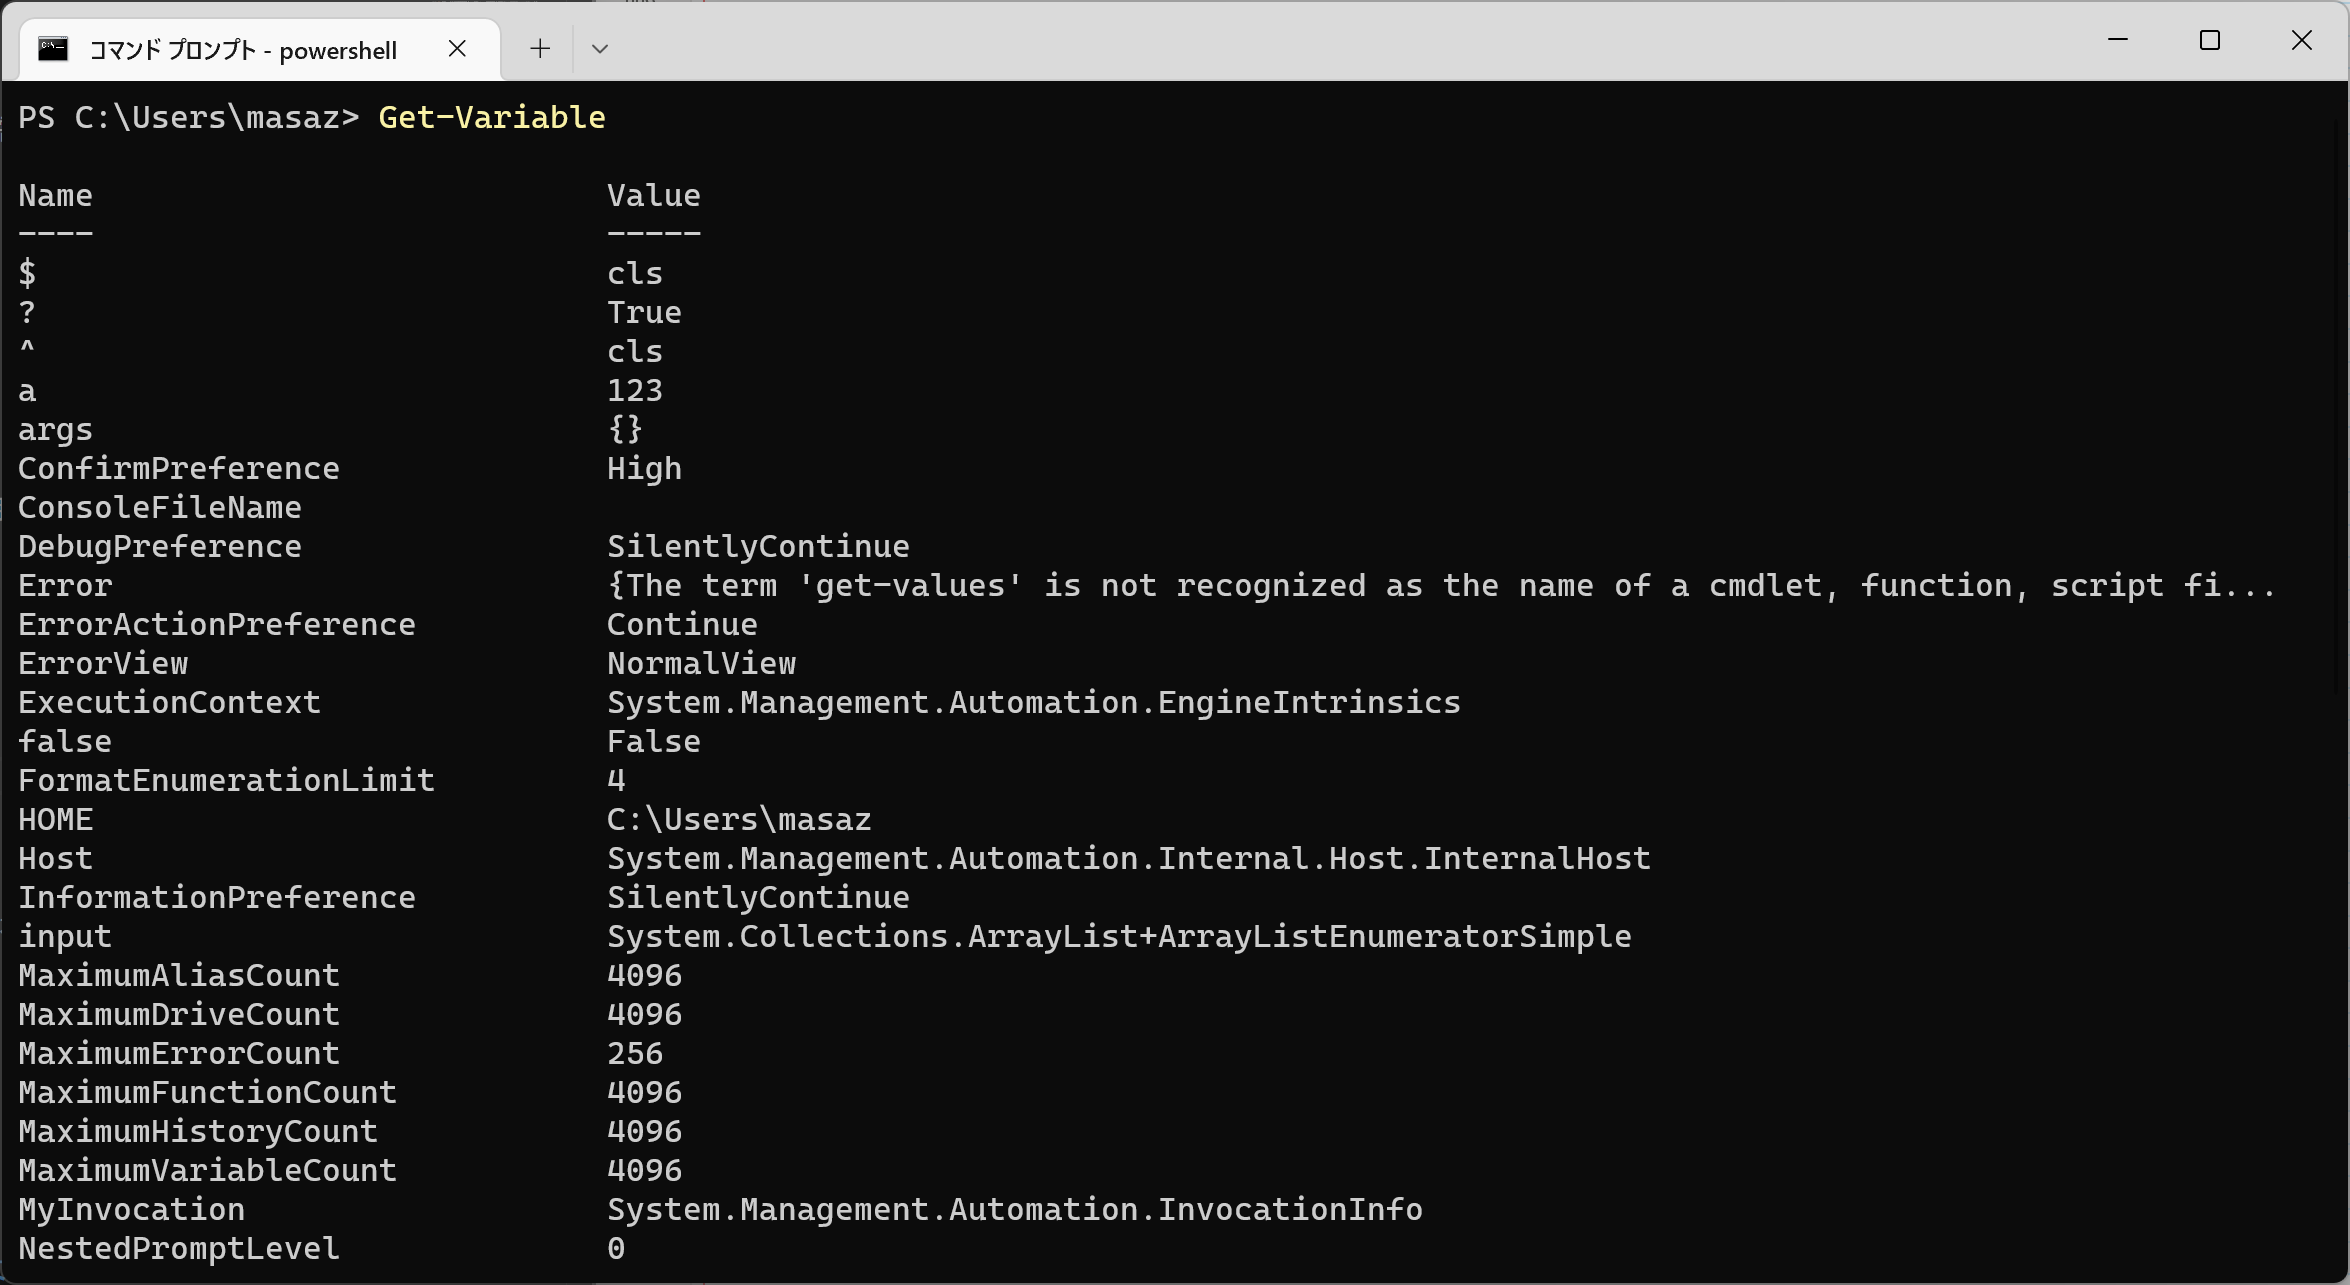 コマンド プロンプト - powershell
PS C:\Users\masaz> Get-Variable
Name Value
---- -----
$ cls
? True
^ cls
a 123
args {}
ConfirmPreference High
ConsoleFileName
DebugPreference SilentlyContinue
Error {The term 'get-values' is not recognized as the name of a cmdlet, function, script fi...
ErrorActionPreference Continue
ErrorView NormalView
ExecutionContext System.Management.Automation.EngineIntrinsics
false False
FormatEnumerationLimit 4
HOME C:\Users\masaz
Host System.Management.Automation.Internal.Host.InternalHost
InformationPreference SilentlyContinue
input System.Collections.ArrayList+ArrayListEnumeratorSimple
MaximumAliasCount 4096
MaximumDriveCount 4096
MaximumErrorCount 256
MaximumFunctionCount 4096
MaximumHistoryCount 4096
MaximumVariableCount 4096
MyInvocation System.Management.Automation.InvocationInfo
NestedPromptLevel 0